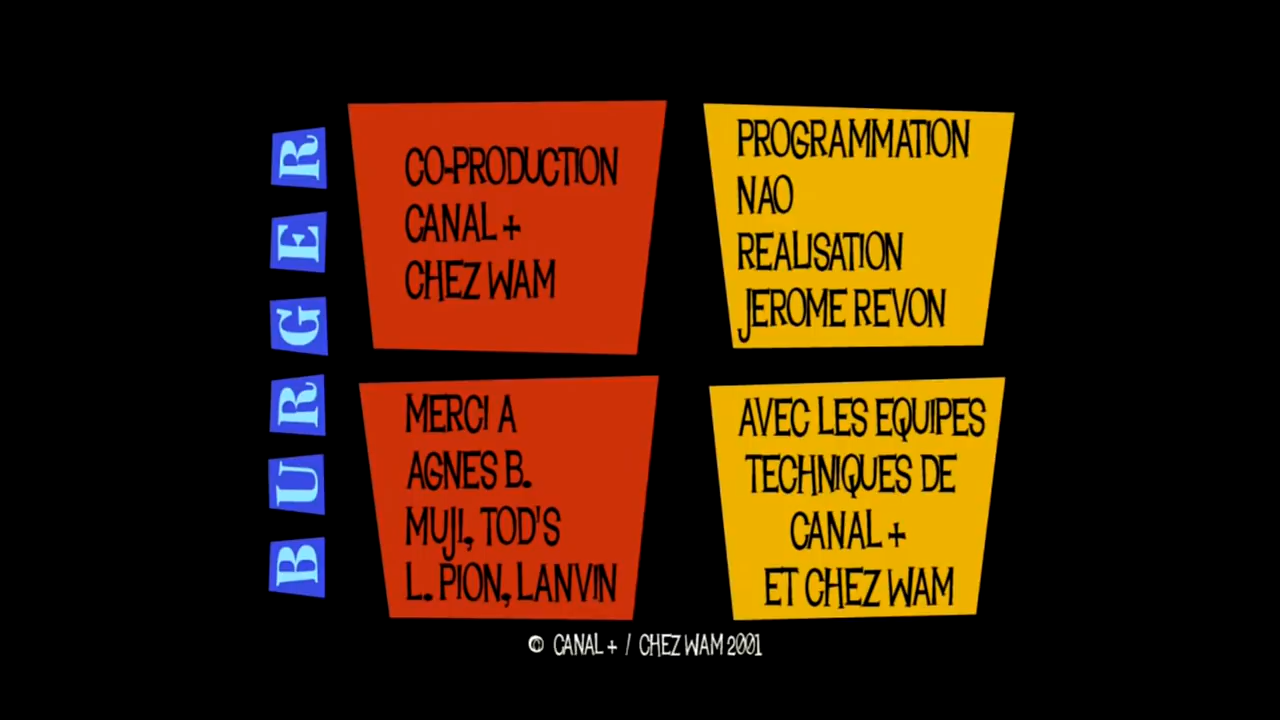 BURGER
CO-PRODUCTION
CANAL +
CHEZ WAM
PROGRAMMATION
NAO
REALISATION
JEROME REVON
MERCI A
AGNES B.
MUJI, TOD'S
L. PION, LANVIN
AVEC LES EQUIPES
TECHNIQUES DE
CANAL +
ET CHEZ WAM
© CANAL + / CHEZ WAM 2001